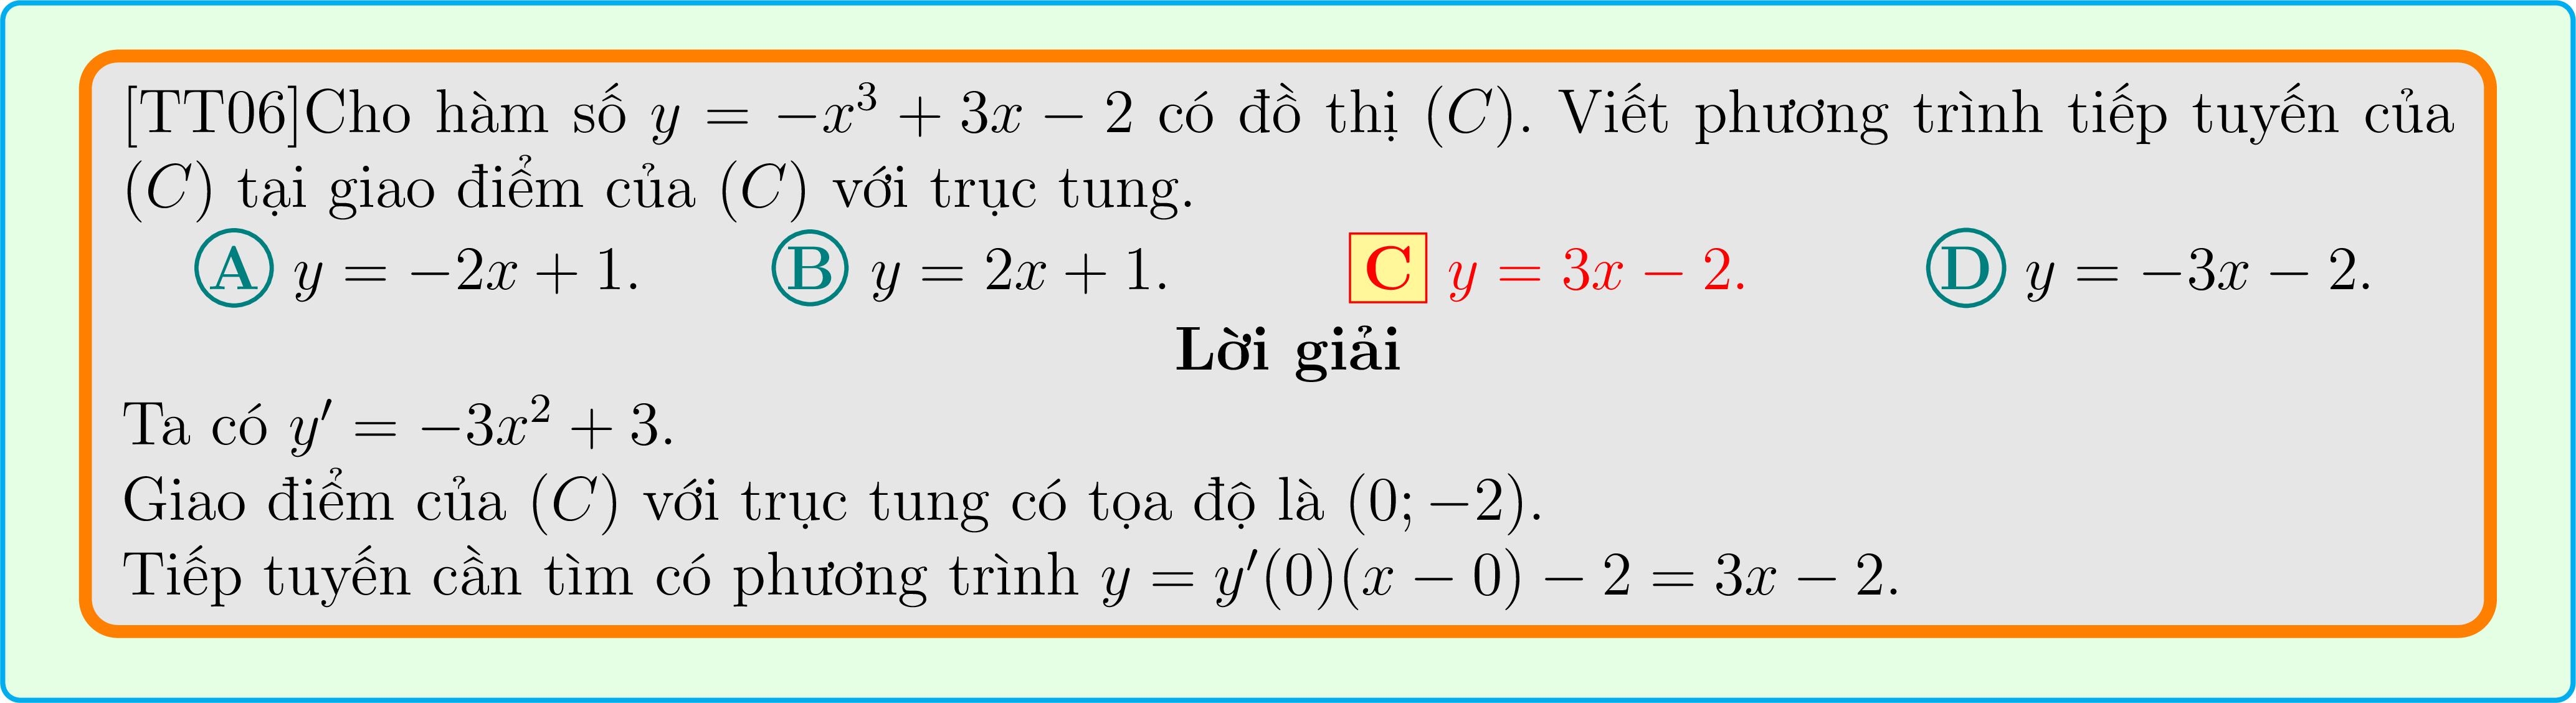 [TT06]Cho hàm số y = −x³ + 3x − 2 có đồ thị (C). Viết phương trình tiếp tuyến của
(C) tại giao điểm của (C) với trục tung.
A y = −2x + 1. B y = 2x + 1. C y = 3x − 2. D y = −3x − 2.
Lời giải
Ta có y′ = −3x² + 3.
Giao điểm của (C) với trục tung có tọa độ là (0; −2).
Tiếp tuyến cần tìm có phương trình y = y′(0)(x − 0) − 2 = 3x − 2.